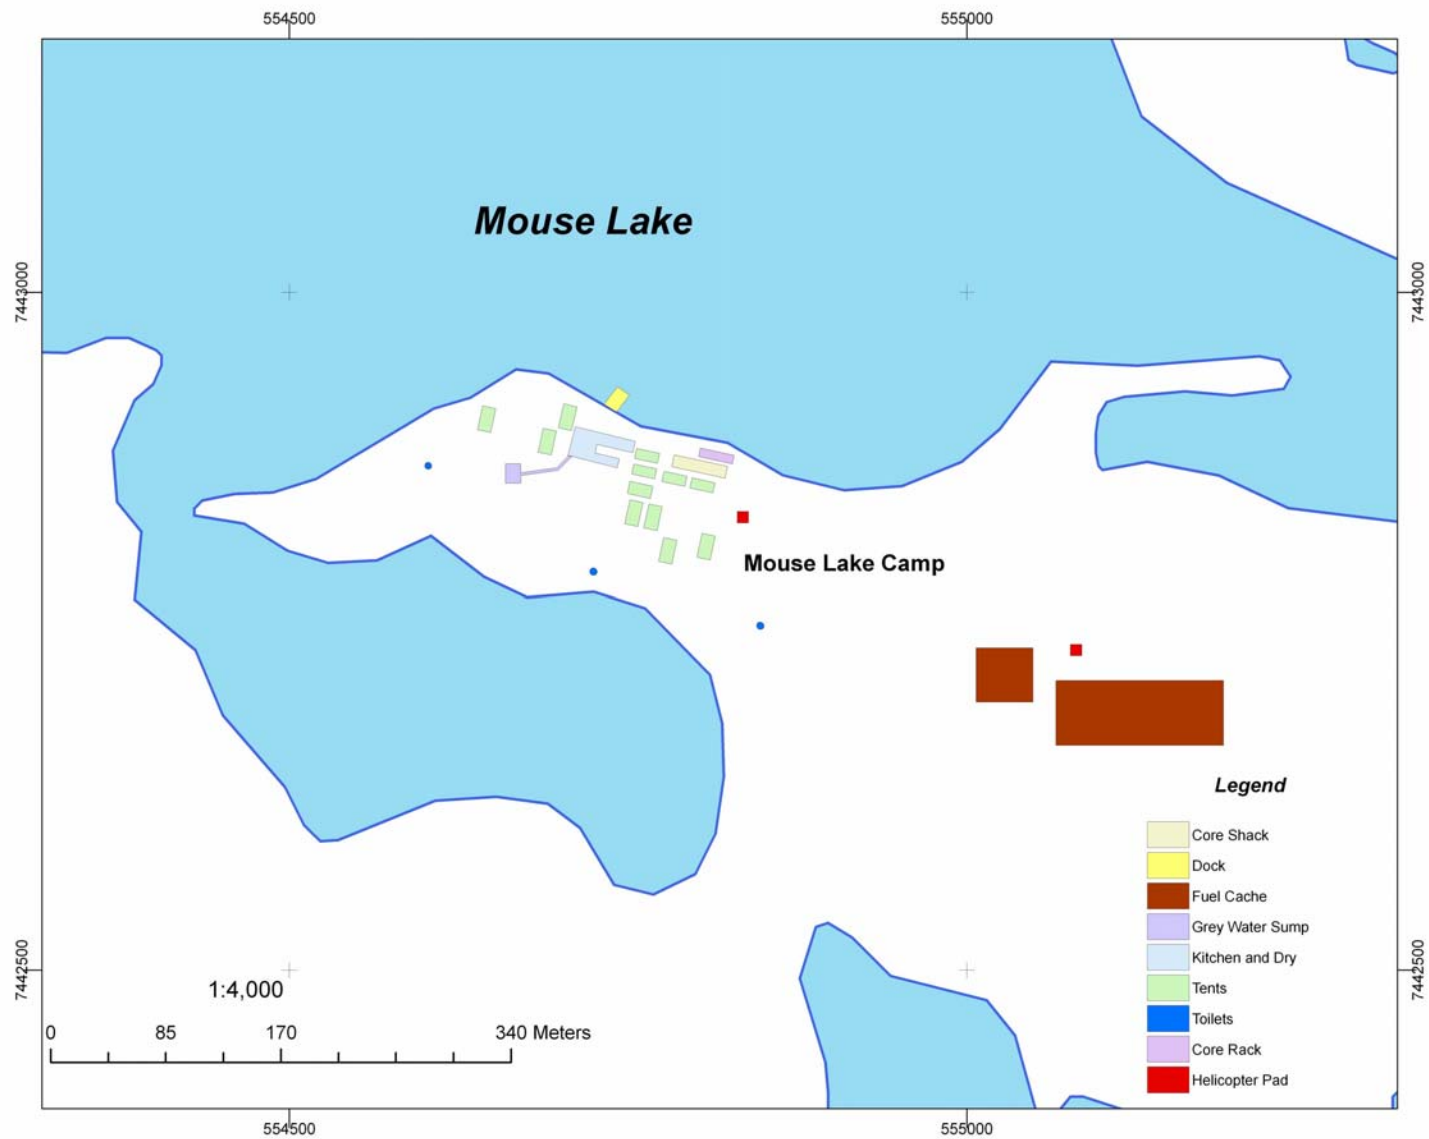 554500
555000
Mouse Lake
7443000
7443000
Mouse Lake Camp
Legend
Core Shack
Dock
Fuel Cache
Grey Water Sump
Kitchen and Dry
Tents
Toilets
Core Rack
Helicopter Pad
7442500
7442500
1:4,000
0 85 170 340 Meters
554500
555000